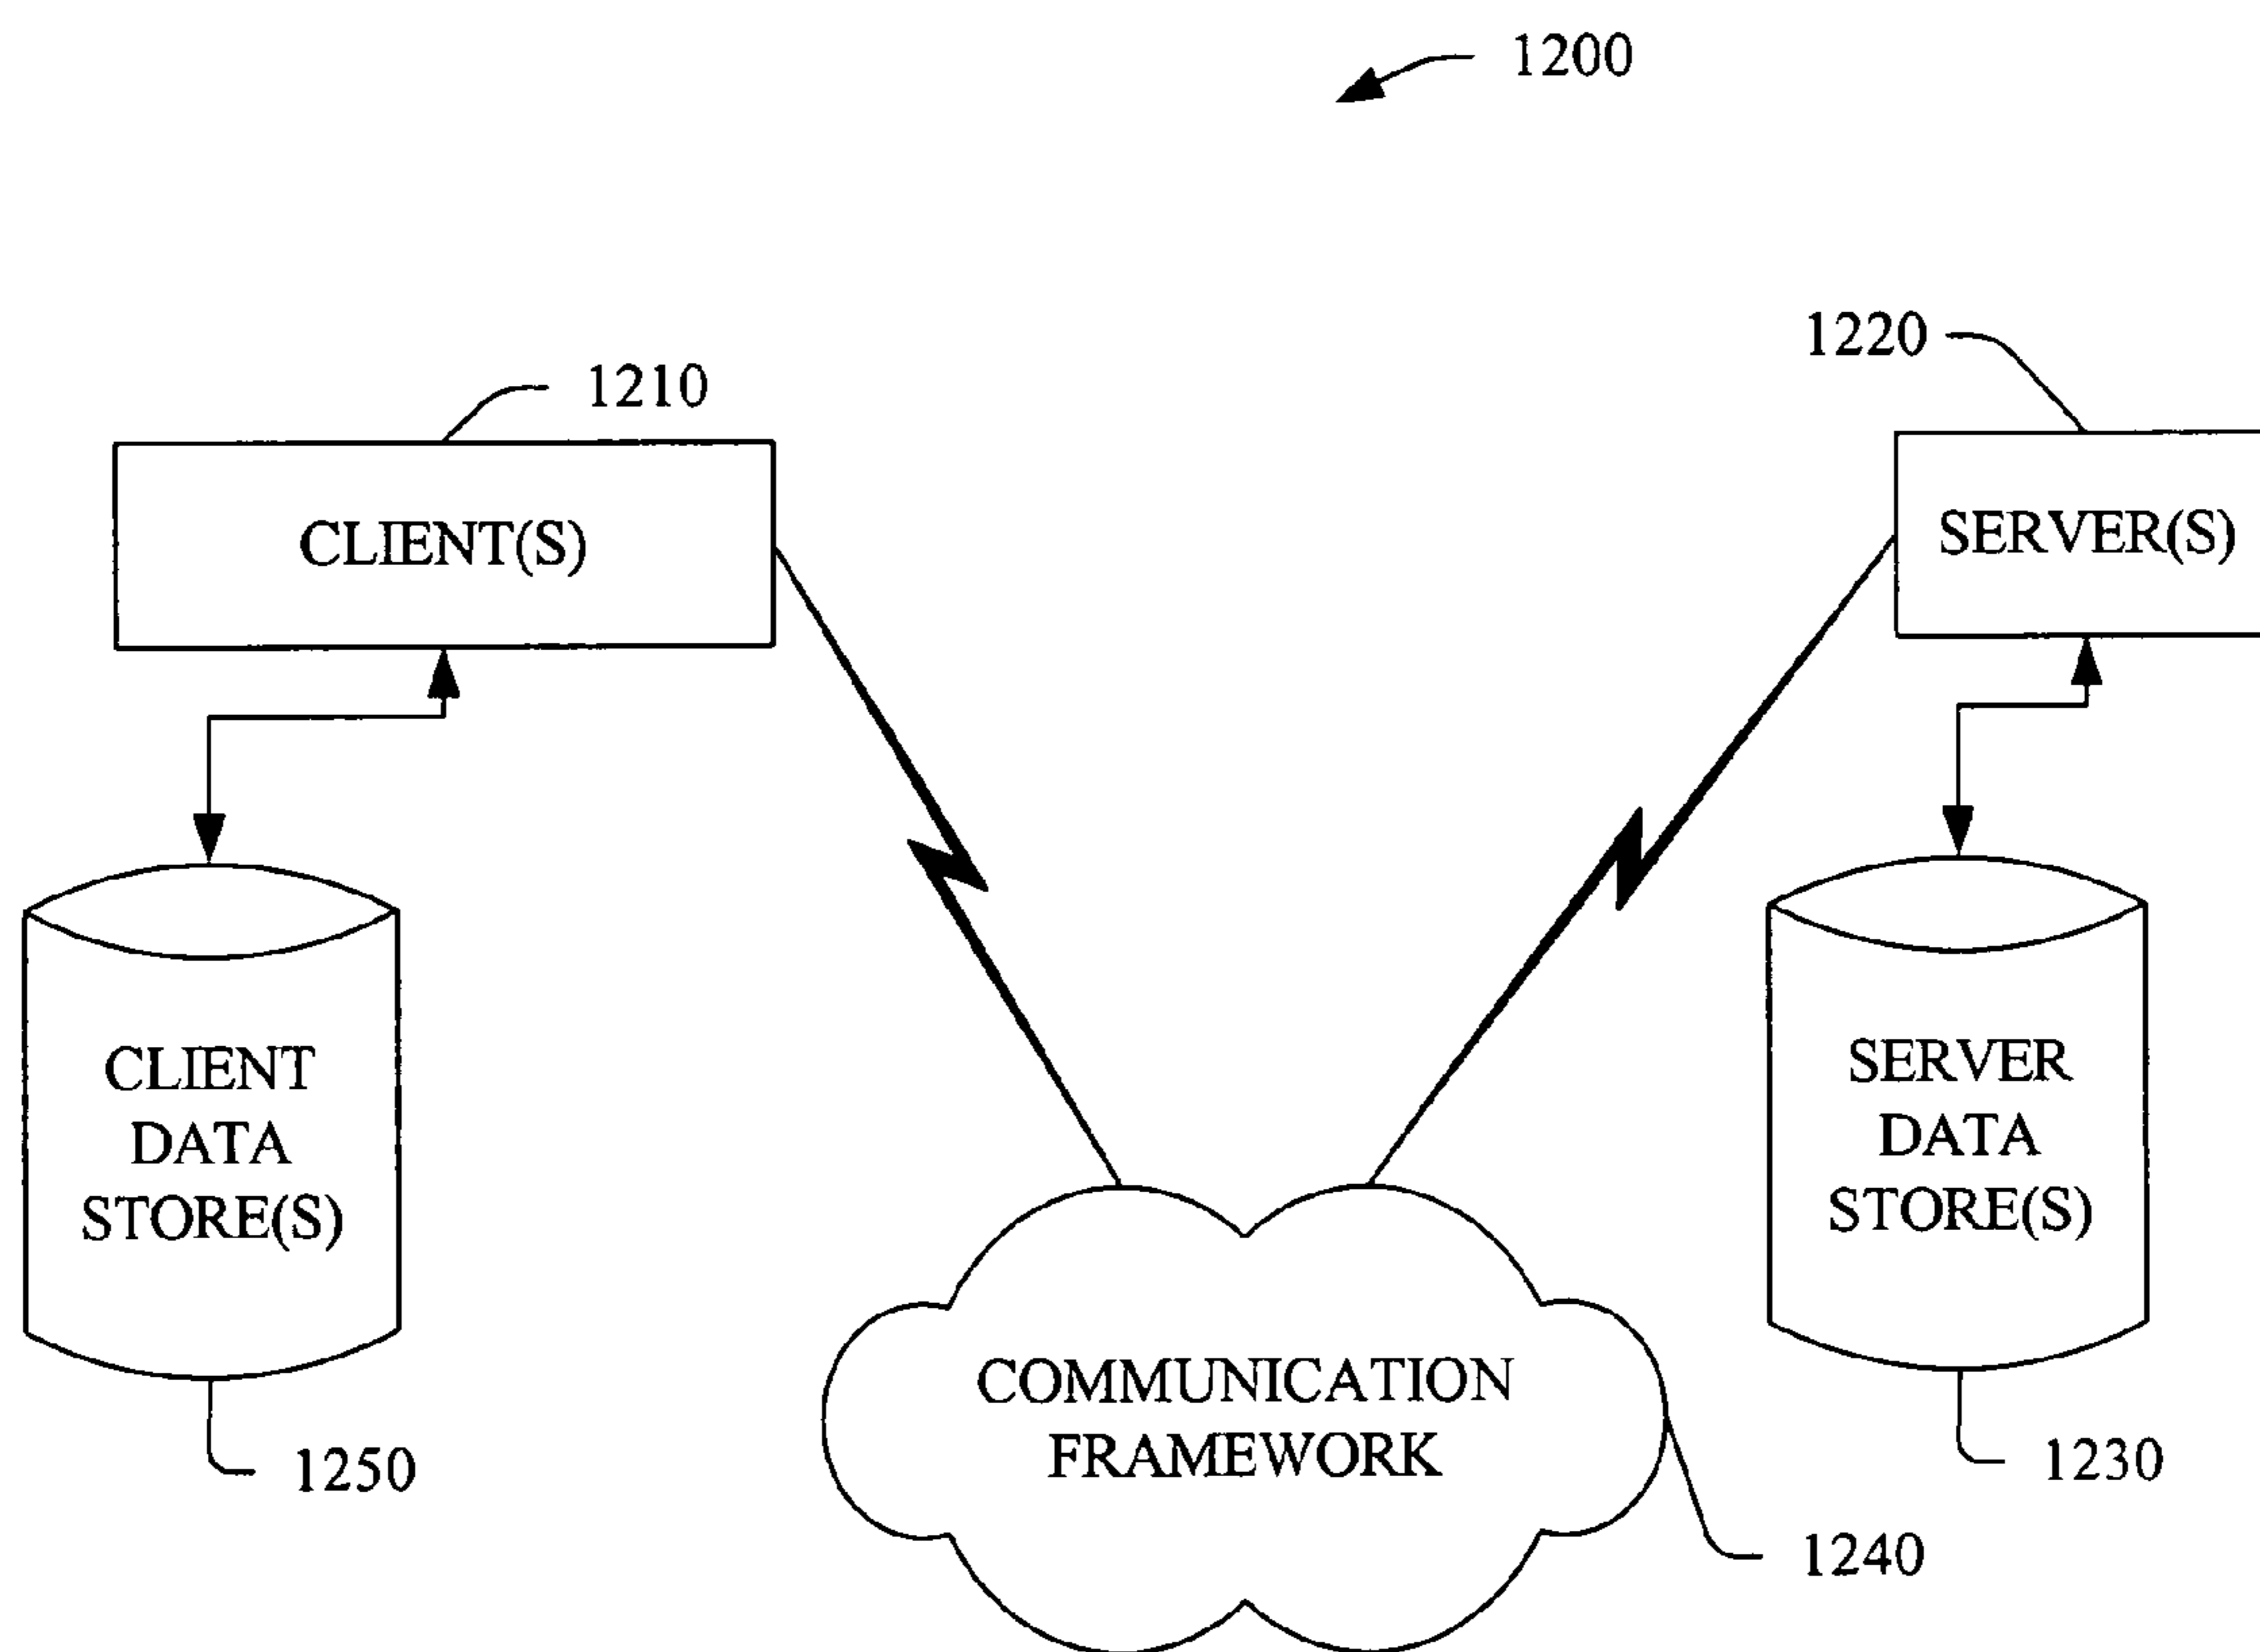 1200
1220
1210
CLIENT(S)
SERVER(S)
CLIENT
DATA
STORE(S)
SERVER
DATA
STORE(S)
COMMUNICATION
FRAMEWORK
1250
1230
1240